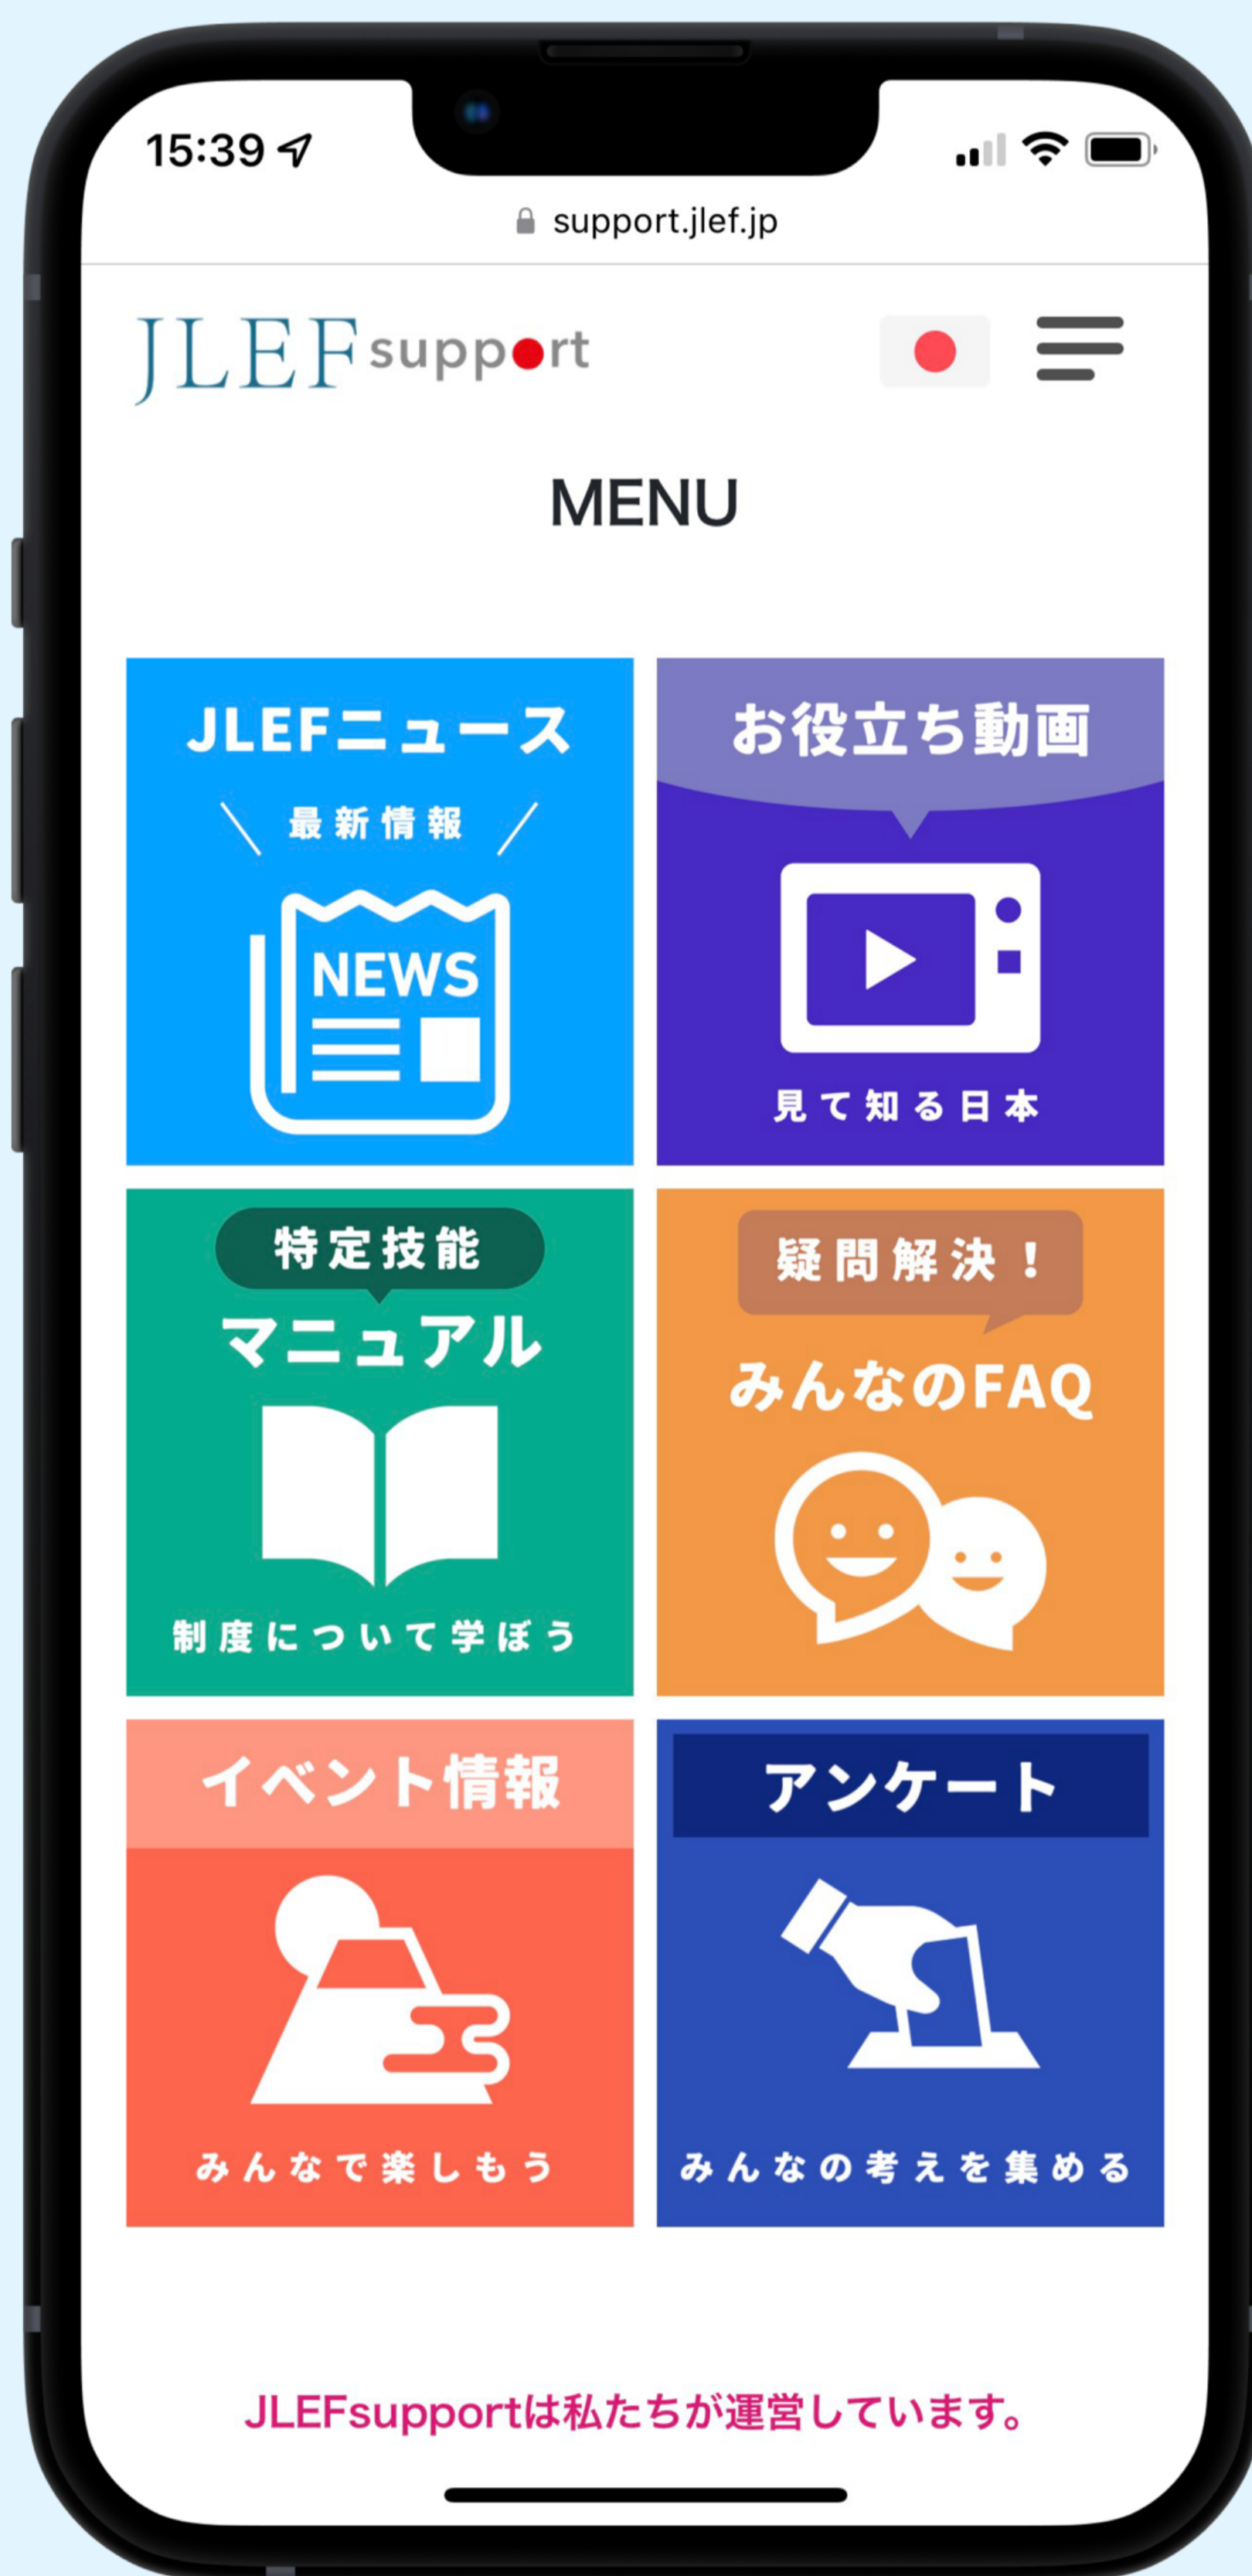 15:39
support.jlef.jp
JLEF support
MENU
JLEFニュース
最新情報
NEWS
お役立ち動画
見て知る日本
特定技能
マニュアル
制度について学ぼう
疑問解決！
みんなのFAQ
イベント情報
みんなで楽しもう
アンケート
みんなの考えを集める
JLEFsupportは私たちが運営しています。